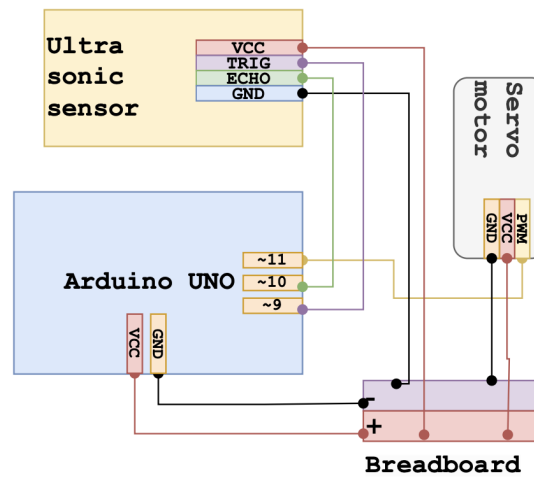 Ultra
sonic
sensor
VCC
TRIG
ECHO
GND
Servo
motor
GND
VCC
PWM
Arduino UNO
~11
~10
~9
VCC
GND
-
+
Breadboard